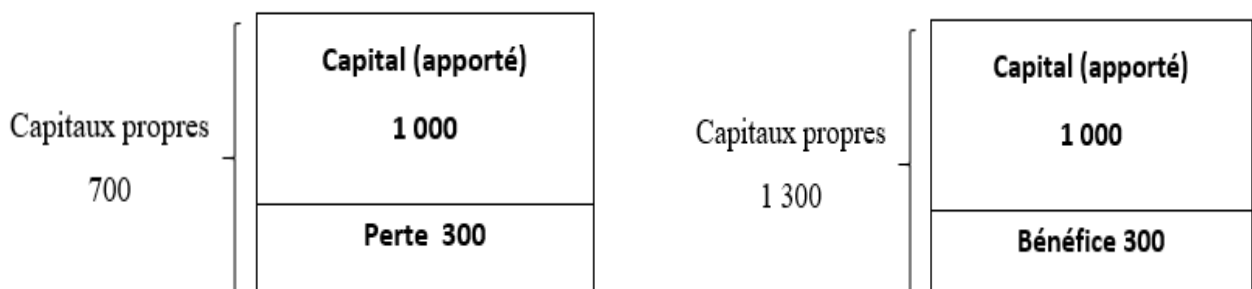 Capitaux propres
700
Capital (apporté)
1 000
Perte 300
Capitaux propres
1 300
Capital (apporté)
1 000
Bénéfice 300